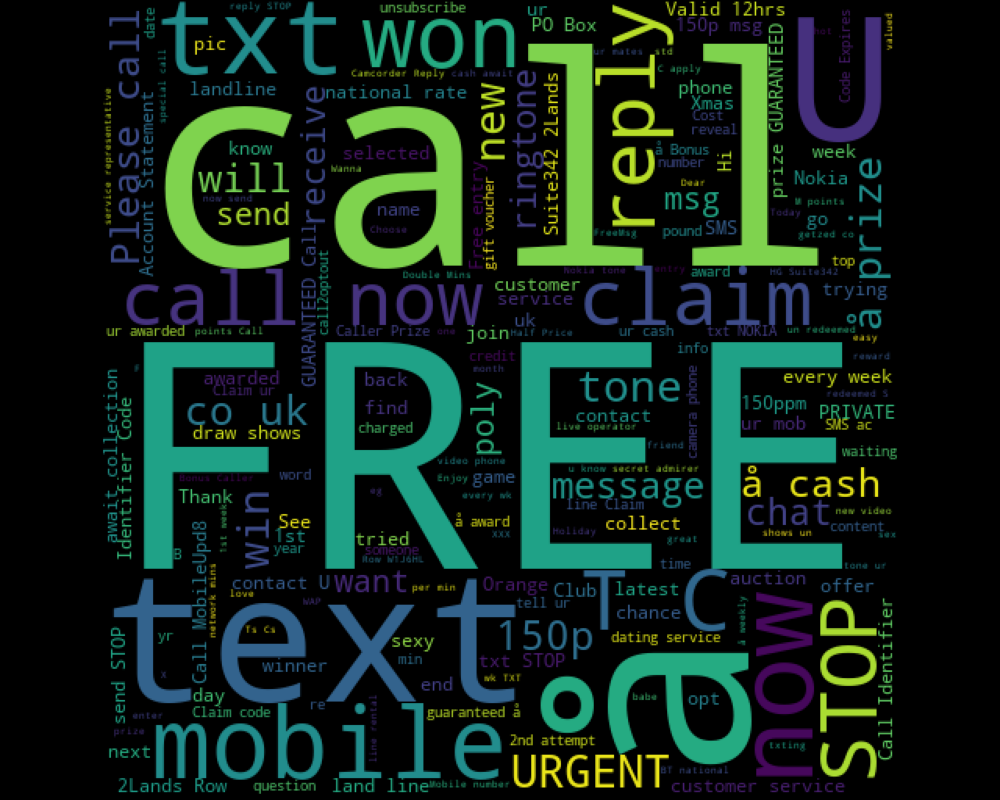 reply STOP
unsubscribe
ur
Valid 12hrs
date
txt
pic
won
PO Box
150p msg
valued
Please call
special call
Camcorder Reply
cash await
ur mates
std
C apply
U
hot
Code Expires
landline
national rate
new
ringtone
Suite342 2Lands
reply
phone
Xmas
Cost
reveal
prize GUARANTEED
service representative
Account Statement
call
know
receive
selected
Wanna
Bonus
number
Hi
week
Nokia
å prize
will
now send
send
name
Choose
Free entry
gift voucher
Dear
msg
M points
Today
go
getzed co
FreeMsg
pound
SMS
top
GUARANTEED Call
call2optout
Double Mins
Nokia tone
entry
award
HG Suite342
call now
customer
service
claim
trying
uk
ur awarded
points Call
Caller Prize
one
join
Half Price
ur cash
txt NOKIA
un redeemed
easy
FREE
info
reward
credit
month
awarded
Claim ur
back
tone
camera phone
every week
redeemed S
await collection
Identifier Code
co uk
find
poly
contact
150ppm
PRIVATE
draw shows
charged
live operator
ur mob
SMS ac
friend
waiting
video phone
u know
secret admirer
Bonus Caller
word
Enjoy
game
message
å cash
Thank
every wk
line Claim
eg
chat
new video
win
See
å award
collect
content
1st week
1st
year
tried
someone
xxx
Holiday
great
shows un
sex
B
Row W1J6HL
time
tone ur
Call MobileUpd8
network mins
contact U
want
per min
Orange
Club
T C
latest
auction
offer
love
WAP
tell ur
chance
å weekly
now
STOP
Call Identifier
text
send STOP
yr
Ts Cs
sexy
150p
dating service
winner
min
txt STOP
x
end
wk TXT
å
babe
opt
day
re
Claim code
line rental
guaranteed å
enter
prize
mobile
next
2nd attempt
txting
URGENT
BT national
2Lands Row
question
land line
Mobile number
customer service